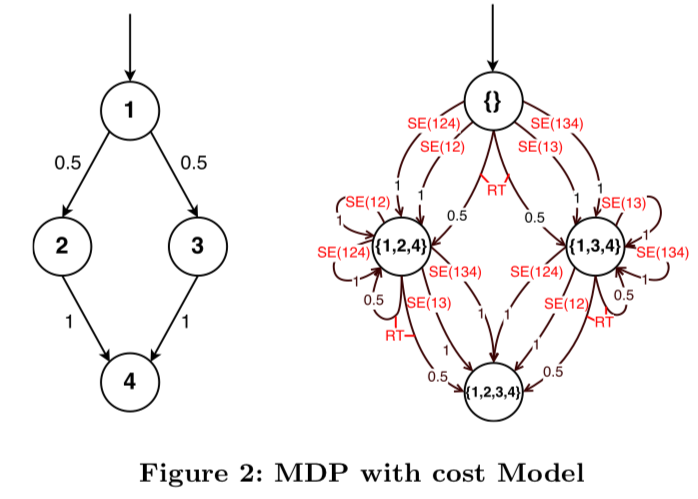 1
0.5
0.5
2
3
1
1
4
{}
SE(124)
SE(134)
SE(12)
SE(13)
1
1
RT
1
1
0.5
0.5
SE(12)
SE(13)
1
1
{1,2,4}
{1,3,4}
SE(124)
SE(134)
1
1
SE(134)
SE(124)
0.5
0.5
SE(13)
SE(12)
1
1
RT
RT
1
1
0.5
0.5
{1,2,3,4}
Figure 2: MDP with cost Model